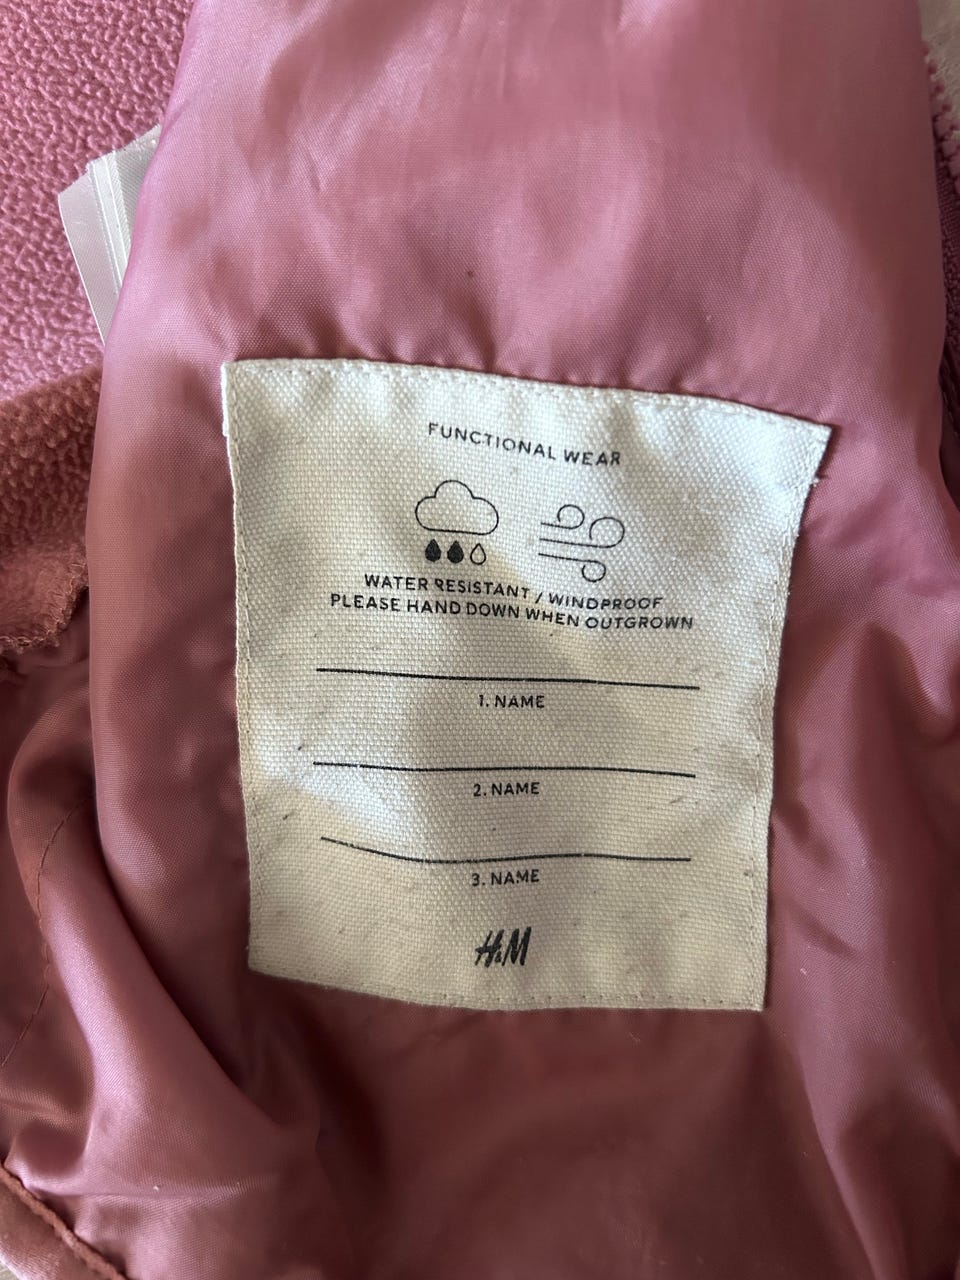 FUNCTIONAL WEAR
WATER RESISTANT / WINDPROOF
PLEASE HAND DOWN WHEN OUTGROWN
1. NAME
2. NAME
3. NAME
H&M